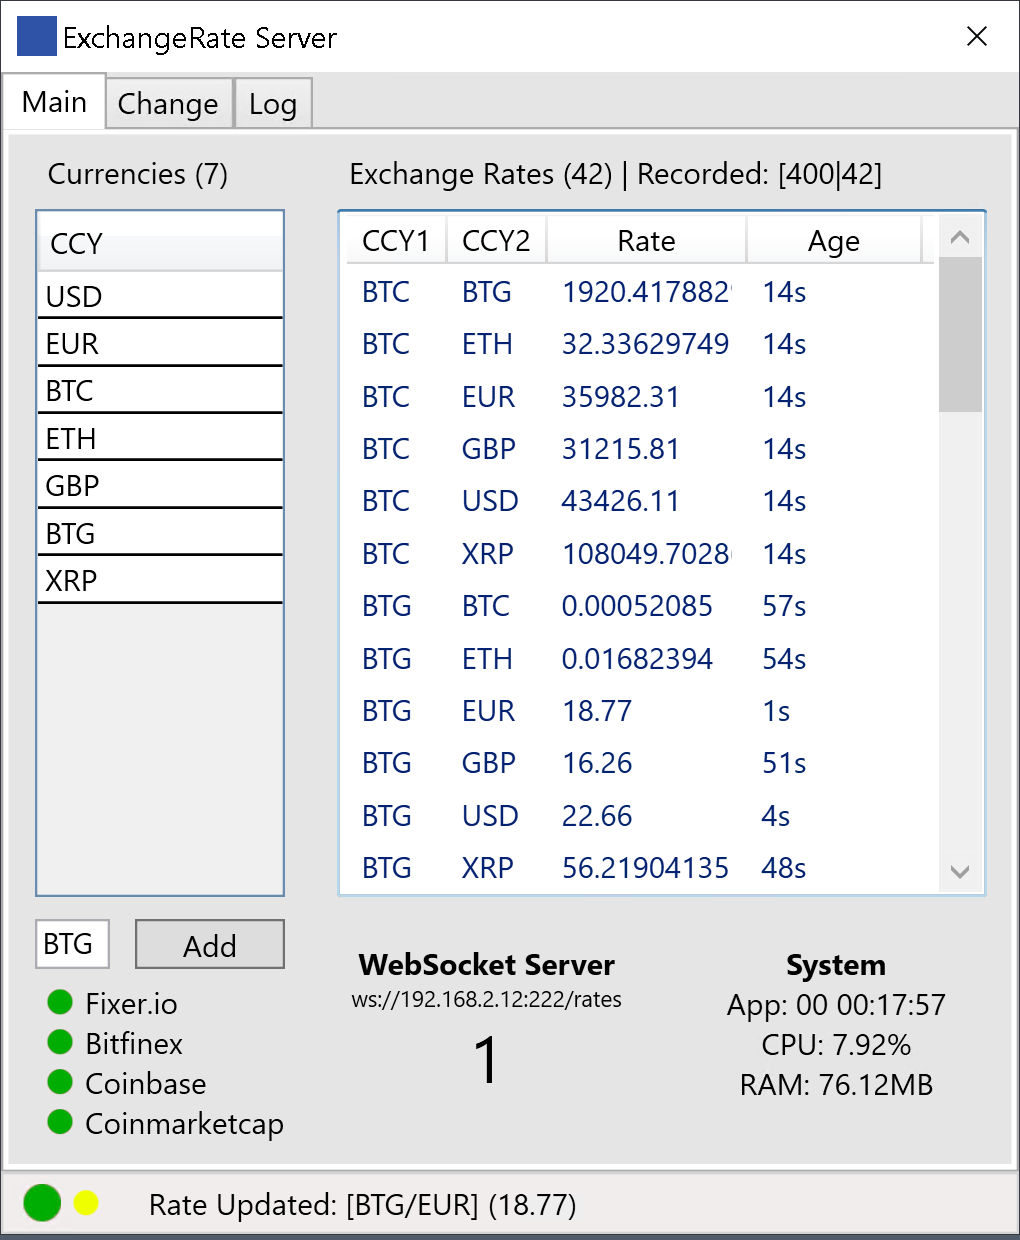 ExchangeRate Server
Main Change Log
Currencies (7)
CCY
USD
EUR
BTC
ETH
GBP
BTG
XRP
BTG Add
Fixer.io
Bitfinex
Coinbase
Coinmarketcap
Exchange Rates (42) | Recorded: [400|42]
CCY1 CCY2 Rate Age
BTC BTG 1920.4178829 14s
BTC ETH 32.33629749 14s
BTC EUR 35982.31 14s
BTC GBP 31215.81 14s
BTC USD 43426.11 14s
BTC XRP 108049.7028 14s
BTG BTC 0.00052085 57s
BTG ETH 0.01682394 54s
BTG EUR 18.77 1s
BTG GBP 16.26 51s
BTG USD 22.66 4s
BTG XRP 56.21904135 48s
WebSocket Server
ws://192.168.2.12:222/rates
1
System
App: 00 00:17:57
CPU: 7.92%
RAM: 76.12MB
Rate Updated: [BTG/EUR] (18.77)